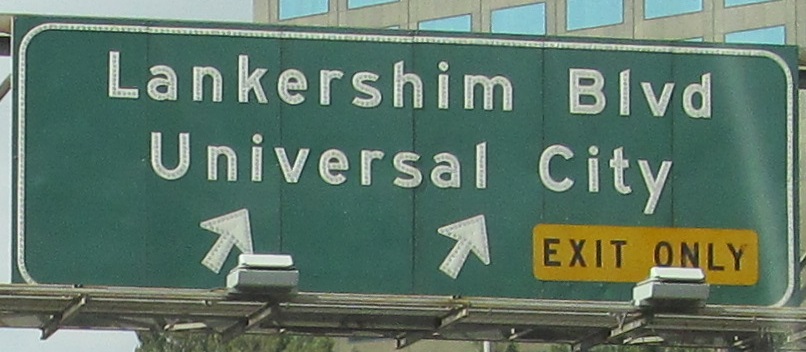 Lankershim Blvd
Universal City
EXIT ONLY